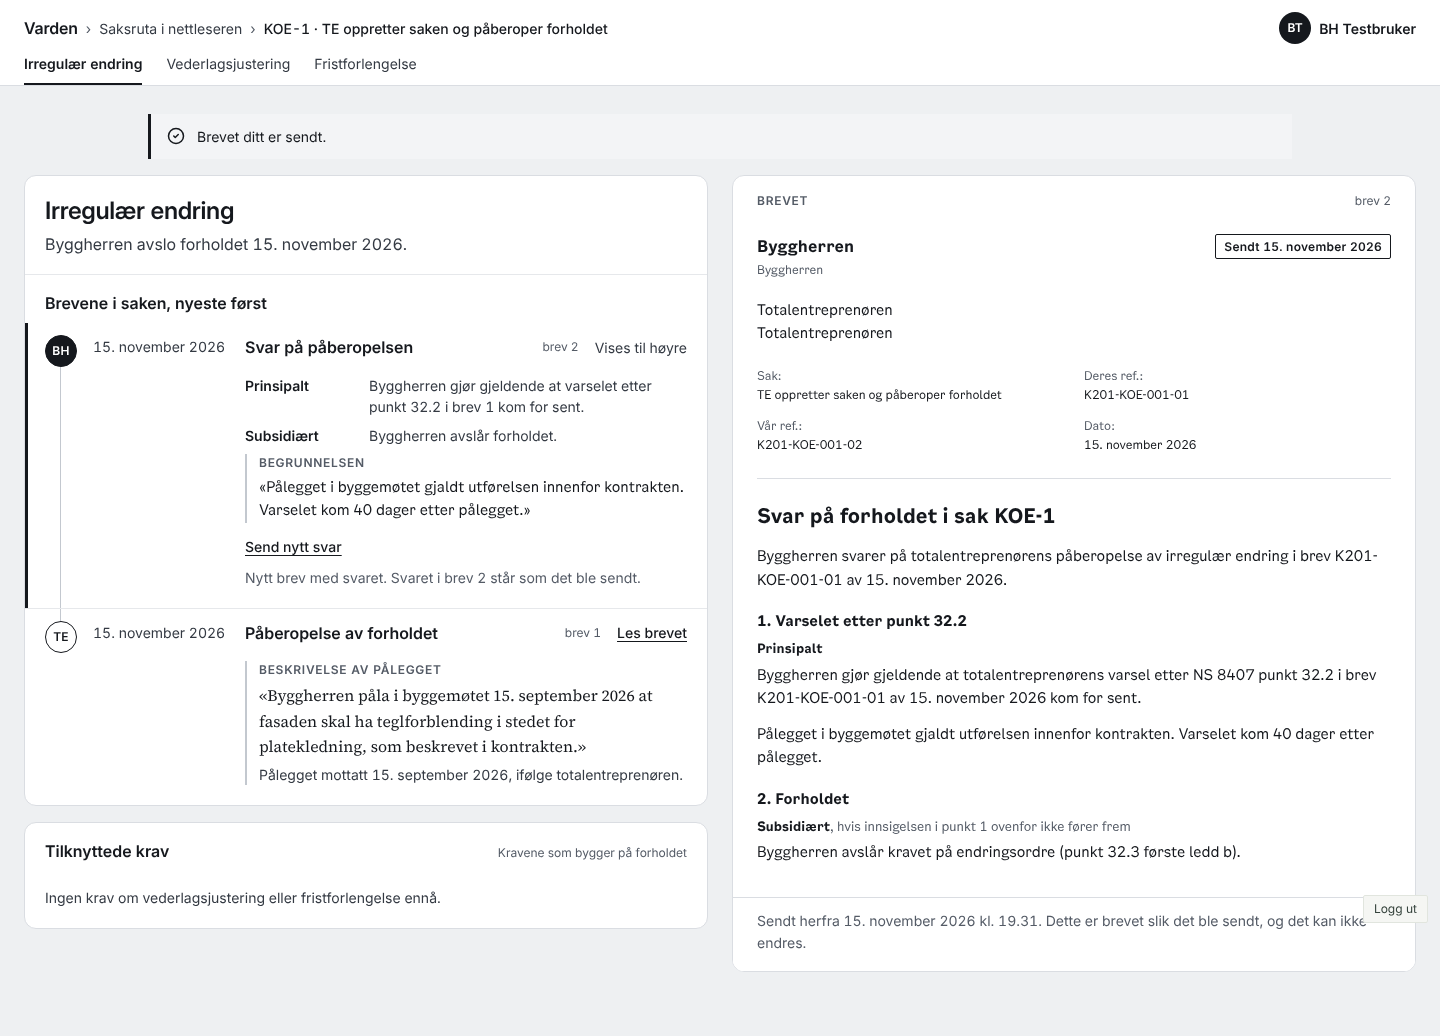 Varden › Saksruta i nettleseren › KOE-1 · TE oppretter saken og påberoper forholdet
BT BH Testbruker
Irregulær endring Vederlagsjustering Fristforlengelse
Brevet ditt er sendt.
Irregulær endring
Byggherren avslo forholdet 15. november 2026.
Brevene i saken, nyeste først
BH 15. november 2026 Svar på påberopelsen brev 2 Vises til høyre
Prinsipalt Byggherren gjør gjeldende at varselet etter
punkt 32.2 i brev 1 kom for sent.
Subsidiært Byggherren avslår forholdet.
BEGRUNNELSEN
«Pålegget i byggemøtet gjaldt utførelsen innenfor kontrakten.
Varselet kom 40 dager etter pålegget.»
Send nytt svar
Nytt brev med svaret. Svaret i brev 2 står som det ble sendt.
TE 15. november 2026 Påberopelse av forholdet brev 1 Les brevet
BESKRIVELSE AV PÅLEGGET
«Byggherren påla i byggemøtet 15. september 2026 at
fasaden skal ha teglforblending i stedet for
platekledning, som beskrevet i kontrakten.»
Pålegget mottatt 15. september 2026, ifølge totalentreprenøren.
Tilknyttede krav Kravene som bygger på forholdet
Ingen krav om vederlagsjustering eller fristforlengelse ennå.
BREVET brev 2
Byggherren Sendt 15. november 2026
Byggherren
Totalentreprenøren
Totalentreprenøren
Sak: Deres ref.:
TE oppretter saken og påberoper forholdet K201-KOE-001-01
Vår ref.: Dato:
K201-KOE-001-02 15. november 2026
Svar på forholdet i sak KOE-1
Byggherren svarer på totalentreprenørens påberopelse av irregulær endring i brev K201-
KOE-001-01 av 15. november 2026.
1. Varselet etter punkt 32.2
Prinsipalt
Byggherren gjør gjeldende at totalentreprenørens varsel etter NS 8407 punkt 32.2 i brev
K201-KOE-001-01 av 15. november 2026 kom for sent.
Pålegget i byggemøtet gjaldt utførelsen innenfor kontrakten. Varselet kom 40 dager etter
pålegget.
2. Forholdet
Subsidiært, hvis innsigelsen i punkt 1 ovenfor ikke fører frem
Byggherren avslår kravet på endringsordre (punkt 32.3 første ledd b).
Logg ut
Sendt herfra 15. november 2026 kl. 19.31. Dette er brevet slik det ble sendt, og det kan ikke
endres.